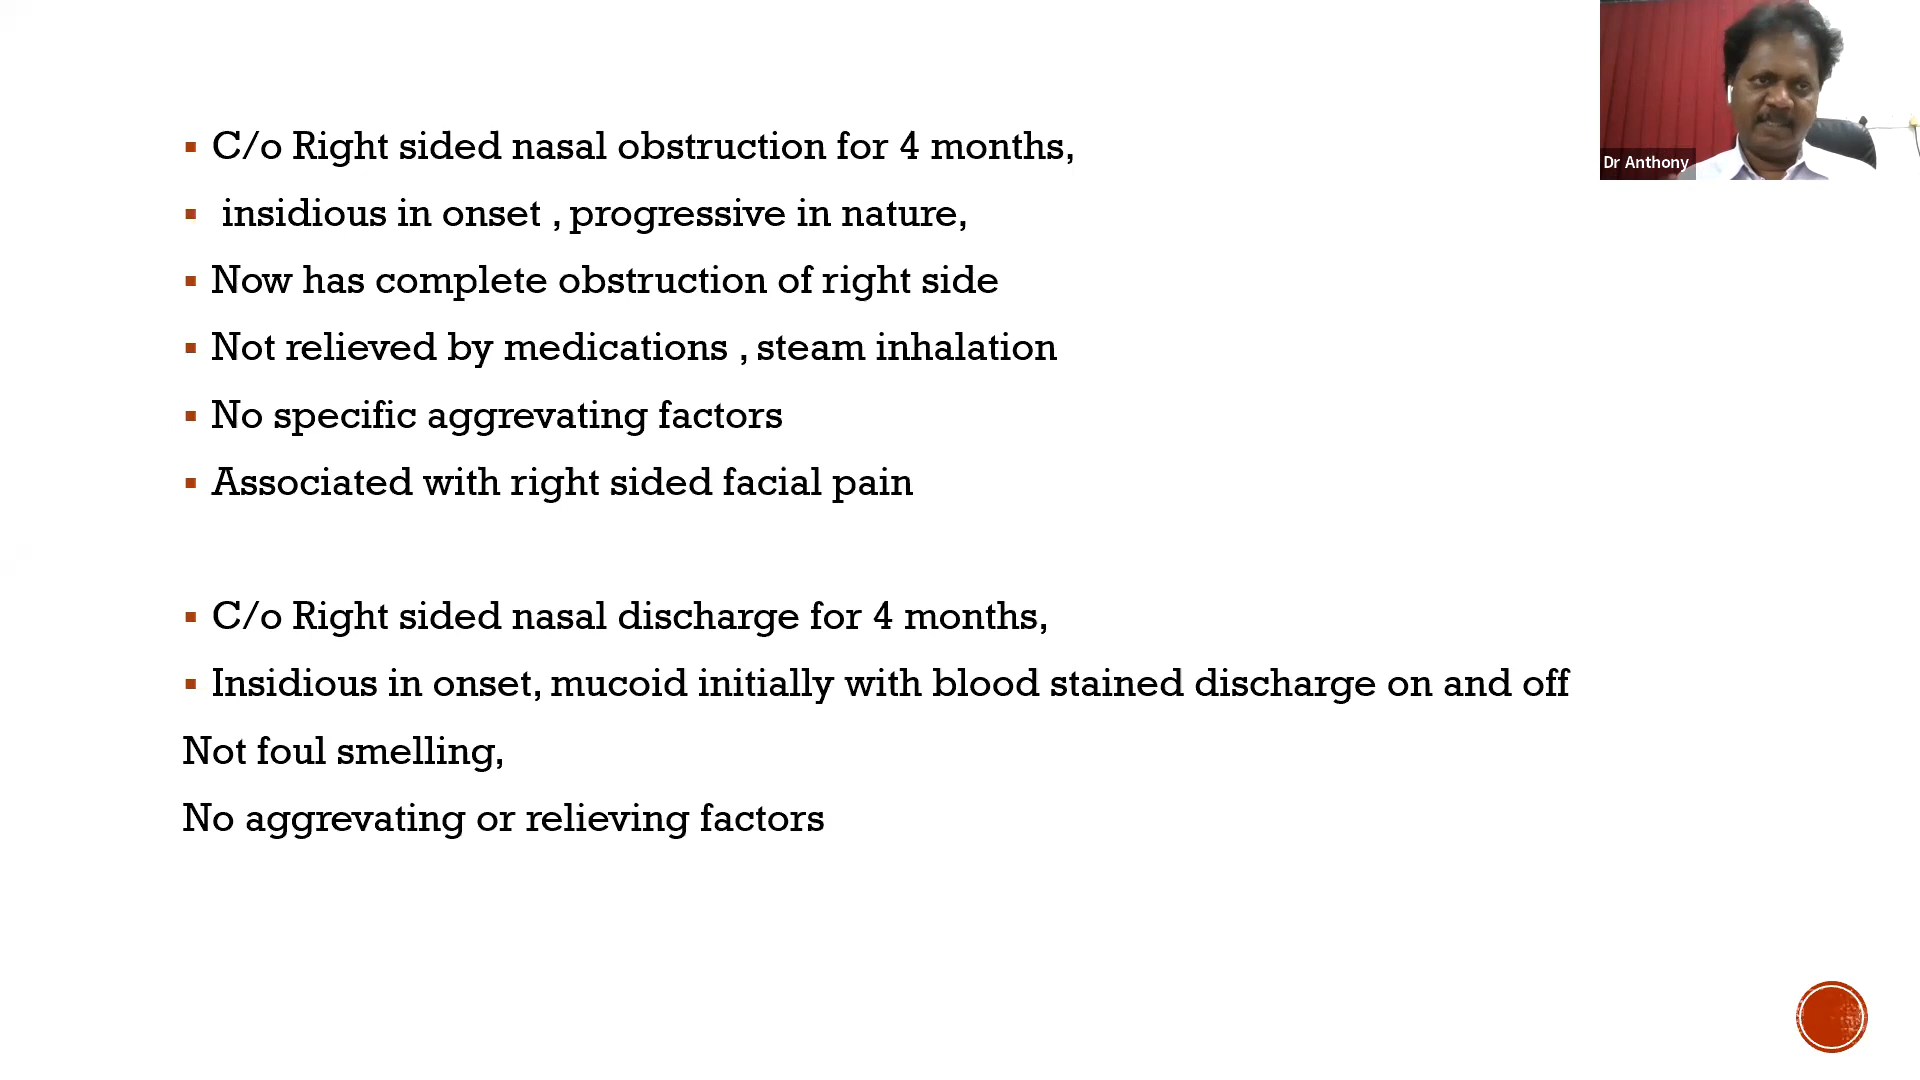 C/o Right sided nasal obstruction for 4 months,
insidious in onset , progressive in nature,
Now has complete obstruction of right side
Not relieved by medications , steam inhalation
No specific aggrevating factors
Associated with right sided facial pain
C/o Right sided nasal discharge for 4 months,
Insidious in onset, mucoid initially with blood stained discharge on and off
Not foul smelling,
No aggrevating or relieving factors
Dr Anthony